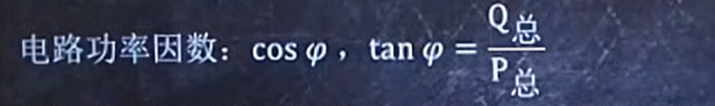 电路功率因数：cos φ ，tan φ = Q总/P总